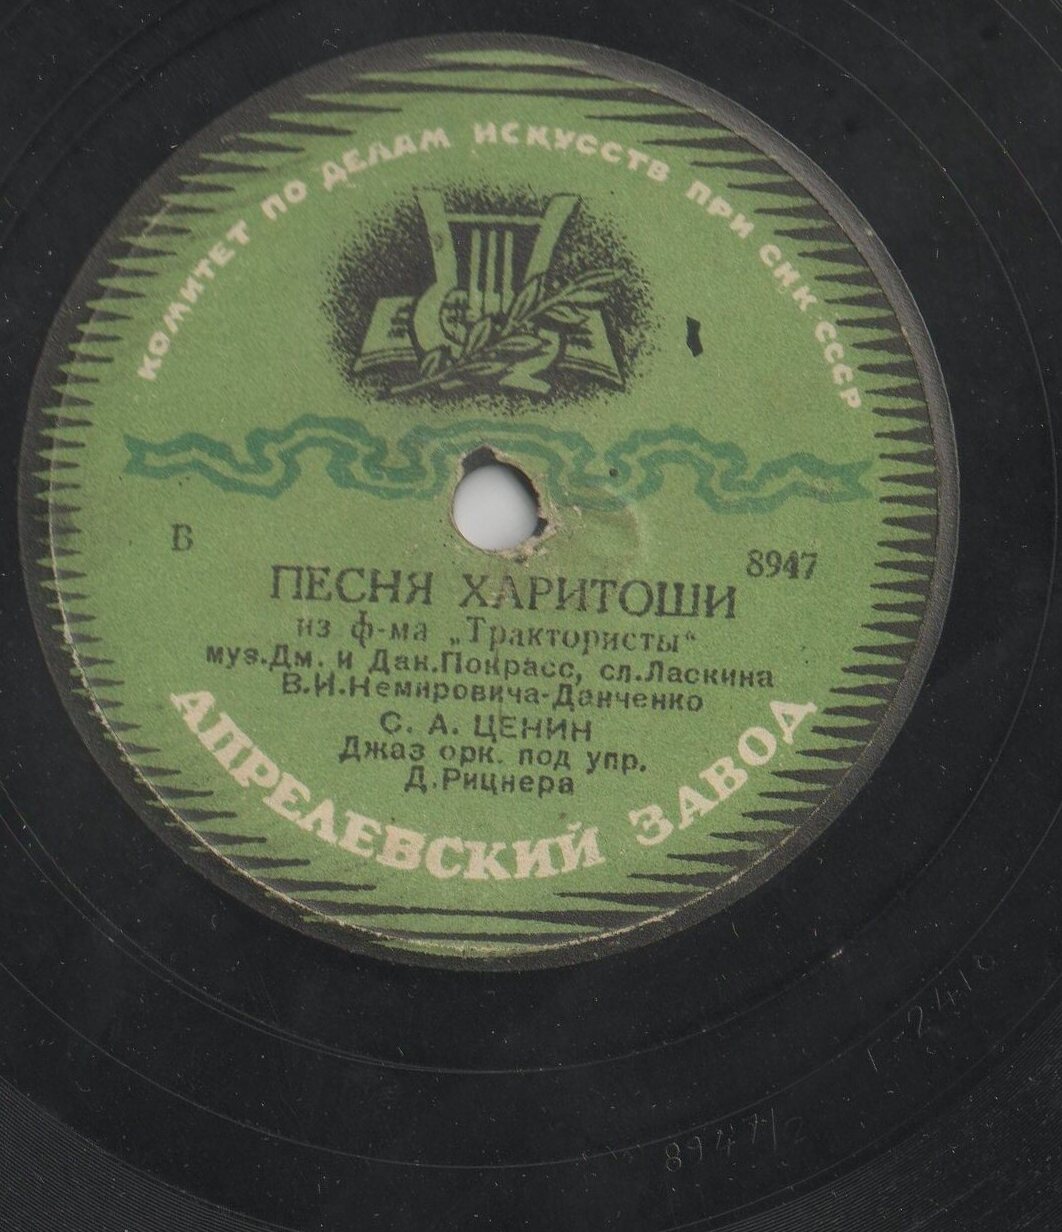 КОМИТЕТ ПО ДЕЛАМ ИСКУССТВ ПРИ СНК СССР
В
8947
ПЕСНЯ ХАРИТОШИ
из ф-ма „Трактористы“
муз.Дм. и Дан.Покрасс, сл.Ласкина
В.И.Немировича-Данченко
С. А. ЦЕНИН
Джаз орк. под упр.
Д.Рицнера
АПРЕЛЕВСКИЙ ЗАВОД
8947/2